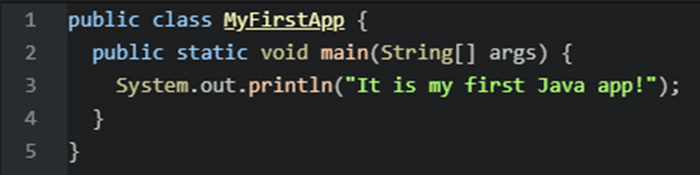 1 public class MyFirstApp {
2   public static void main(String[] args) {
3     System.out.println("It is my first Java app!");
4   }
5 }